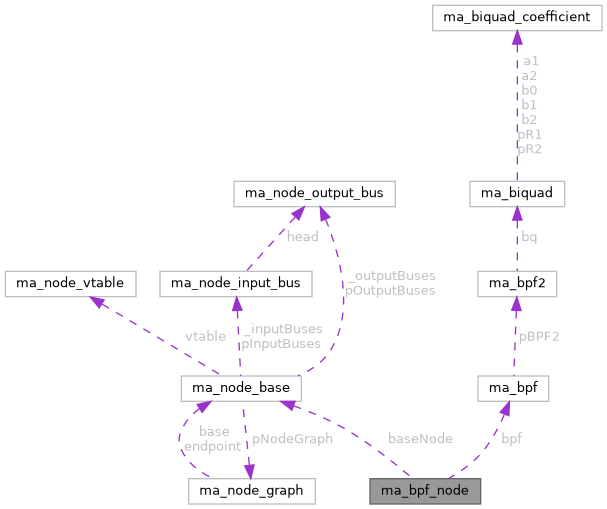 ma_biquad_coefficient
a1
a2
b0
b1
b2
pR1
pR2
ma_node_output_bus
ma_biquad
head
bq
_outputBuses
pOutputBuses
ma_node_vtable
ma_node_input_bus
ma_bpf2
vtable
_inputBuses
pInputBuses
pBPF2
ma_node_base
ma_bpf
base
endpoint
pNodeGraph
baseNode
bpf
ma_node_graph
ma_bpf_node